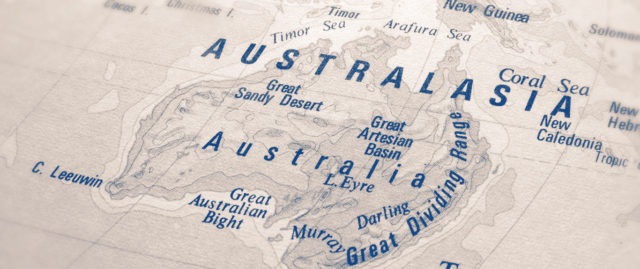 Cocos I.
Christmas I.
Timor
New Guinea
Timor Sea
Arafura Sea
Solomon
AUSTRALASIA
Coral Sea
Great
Sandy Desert
New
Hebr
Great
Artesian
Basin
New
Caledonia
Australia
Tropic
L.Eyre
C. Leeuwin
Great
Australian
Bight
Darling
Murray
Great Dividing Range